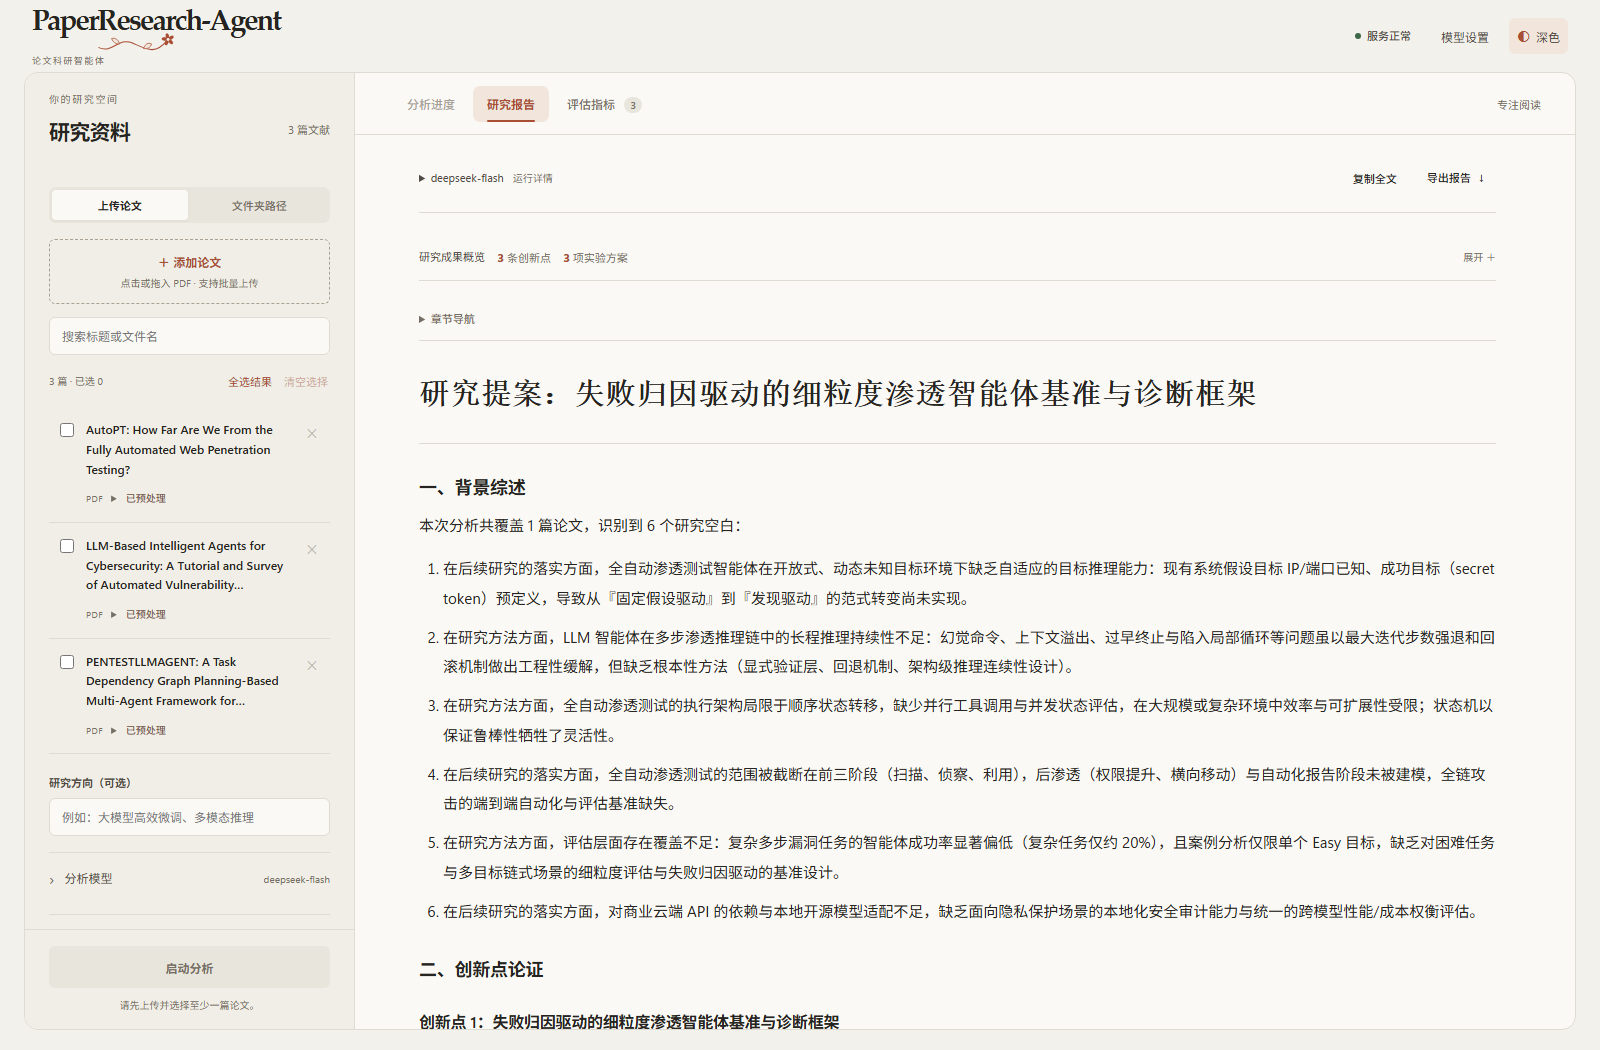 PaperResearch-Agent
论文科研智能体
服务正常
模型设置
深色
你的研究空间
研究资料
3 篇文献
上传论文
文件夹路径
+ 添加论文
点击或拖入 PDF · 支持批量上传
搜索标题或文件名
3 篇 · 已选 0
全选结果
清空选择
AutoPT: How Far Are We From the
Fully Automated Web Penetration
Testing?
PDF ▶ 已预处理
LLM-Based Intelligent Agents for
Cybersecurity: A Tutorial and Survey
of Automated Vulnerability...
PDF ▶ 已预处理
PENTESTLLMAGENT: A Task
Dependency Graph Planning-Based
Multi-Agent Framework for...
PDF ▶ 已预处理
研究方向（可选）
例如：大模型高效微调、多模态推理
› 分析模型
deepseek-flash
启动分析
请先上传并选择至少一篇论文。
分析进度
研究报告
评估指标 3
专注阅读
▶ deepseek-flash 运行详情
复制全文
导出报告 ↓
研究成果概览 3 条创新点 3 项实验方案
展开 +
▶ 章节导航
研究提案：失败归因驱动的细粒度渗透智能体基准与诊断框架
一、背景综述
本次分析共覆盖 1 篇论文，识别到 6 个研究空白：
1. 在后续研究的落实方面，全自动渗透测试智能体在开放式、动态未知目标环境下缺乏自适应的目标推理能力：现有系统假设目标 IP/端口已知、成功目标（secret
token）预定义，导致从『固定假设驱动』到『发现驱动』的范式转变尚未实现。
2. 在研究方法方面，LLM 智能体在多步渗透推理链中的长程推理持续性不足：幻觉命令、上下文溢出、过早终止与陷入局部循环等问题虽以最大迭代步数强退和回
滚机制做出工程性缓解，但缺乏根本性方法（显式验证层、回退机制、架构级推理连续性设计）。
3. 在研究方法方面，全自动渗透测试的执行架构局限于顺序状态转移，缺少并行工具调用与并发状态评估，在大规模或复杂环境中效率与可扩展性受限；状态机以
保证鲁棒性牺牲了灵活性。
4. 在后续研究的落实方面，全自动渗透测试的范围被截断在前三阶段（扫描、侦察、利用），后渗透（权限提升、横向移动）与自动化报告阶段未被建模，全链攻
击的端到端自动化与评估基准缺失。
5. 在研究方法方面，评估层面存在覆盖不足：复杂多步漏洞任务的智能体成功率显著偏低（复杂任务仅约 20%），且案例分析仅限单个 Easy 目标，缺乏对困难任务
与多目标链式场景的细粒度评估与失败归因驱动的基准设计。
6. 在后续研究的落实方面，对商业云端 API 的依赖与本地开源模型适配不足，缺乏面向隐私保护场景的本地化安全审计能力与统一的跨模型性能/成本权衡评估。
二、创新点论证
创新点 1：失败归因驱动的细粒度渗透智能体基准与诊断框架